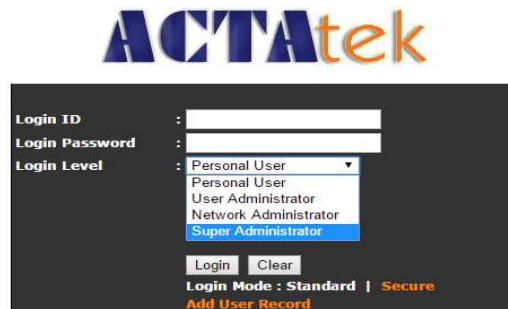 ACTAtek
Login ID :
Login Password :
Login Level : Personal User
Personal User
User Administrator
Network Administrator
Super Administrator
Login Clear
Login Mode : Standard | Secure
Add User Record